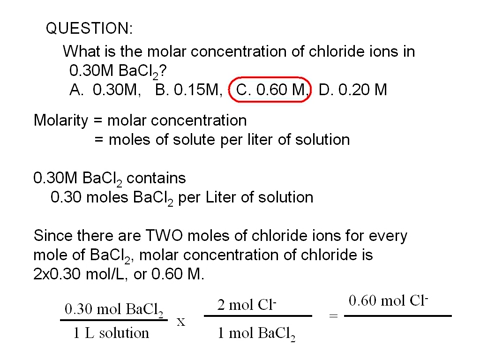 QUESTION:
What is the molar concentration of chloride ions in
0.30M BaCl₂?
A. 0.30M, B. 0.15M, C. 0.60 M, D. 0.20 M
Molarity = molar concentration
= moles of solute per liter of solution
0.30M BaCl₂ contains
0.30 moles BaCl₂ per Liter of solution
Since there are TWO moles of chloride ions for every
mole of BaCl₂, molar concentration of chloride is
2x0.30 mol/L, or 0.60 M.
0.30 mol BaCl₂ x 2 mol Cl⁻ = 0.60 mol Cl⁻
1 L solution 1 mol BaCl₂